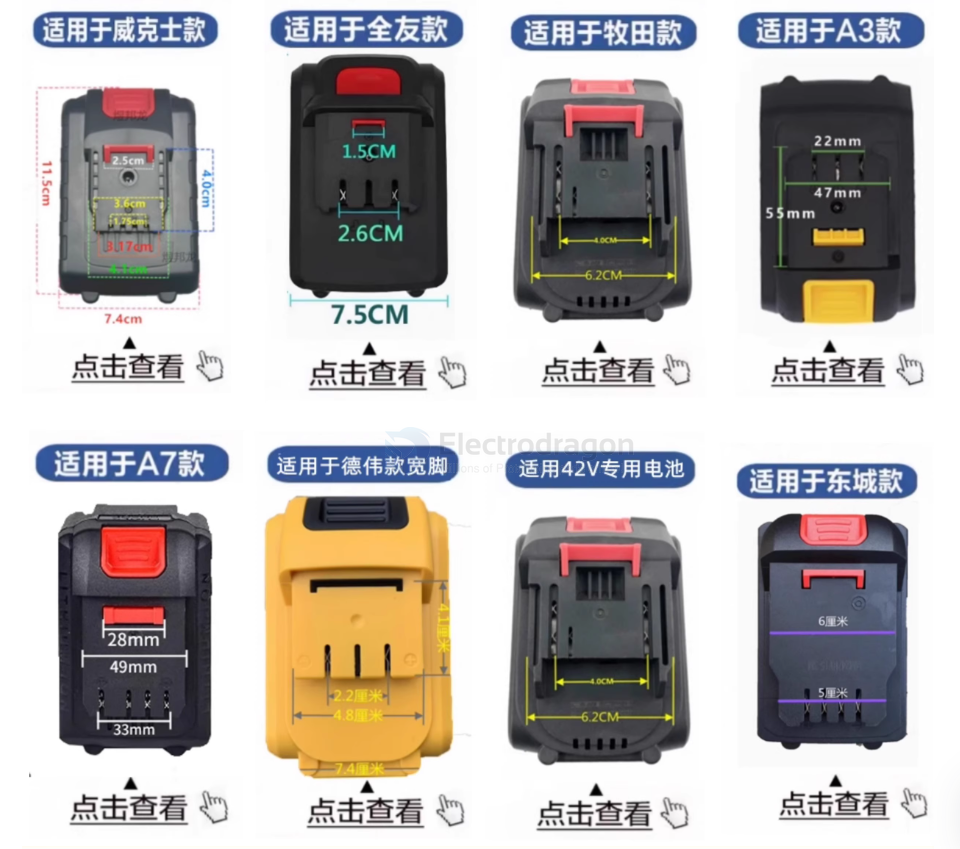 适用于威克士款
适用于全友款
适用于牧田款
适用于A3款
11.5cm
2.5cm
4.0cm
3.6cm
1.75cm
3.17cm
7.4cm
1.5CM
2.6CM
7.5CM
4.0CM
6.2CM
22mm
47mm
55mm
点击查看
点击查看
点击查看
点击查看
Electrodragon
适用于A7款
适用于德伟款宽脚
适用42V专用电池
适用于东城款
28mm
49mm
33mm
4.1厘米
2.2厘米
4.8厘米
7.4厘米
4.0CM
6.2CM
6厘米
5厘米
点击查看
点击查看
点击查看
点击查看